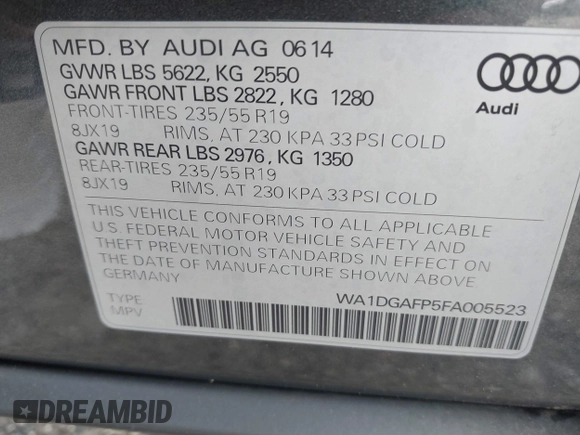 MFD. BY AUDI AG 06 14
GVWR LBS 5622, KG 2550
GAWR FRONT LBS 2822, KG 1280
FRONT-TIRES 235/55 R19
8JX19 RIMS, AT 230 KPA 33 PSI COLD
GAWR REAR LBS 2976, KG 1350
REAR-TIRES 235/55 R19
8JX19 RIMS, AT 230 KPA 33 PSI COLD
Audi
THIS VEHICLE CONFORMS TO ALL APPLICABLE
U.S. FEDERAL MOTOR VEHICLE SAFETY AND
THEFT PREVENTION STANDARDS IN EFFECT ON
THE DATE OF MANUFACTURE SHOWN ABOVE
GERMANY
WA1DGAFP5FA005523
TYPE
MPV
DREAMBID